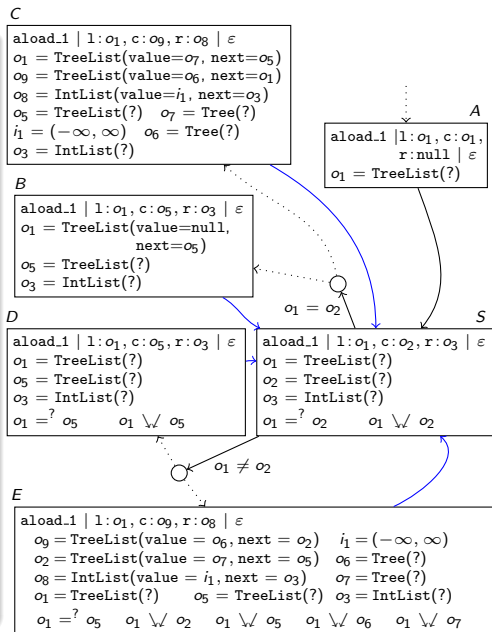 C
aload_1 | l:o₁, c:o₉, r:o₈ | ε
o₁ = TreeList(value=o₇, next=o₅)
o₉ = TreeList(value=o₆, next=o₁)
o₈ = IntList(value=i₁, next=o₃)
o₅ = TreeList(?) o₇ = Tree(?)
i₁ = (−∞, ∞) o₆ = Tree(?)
o₃ = IntList(?)
A
aload_1 |l:o₁, c:o₁,
r:null | ε
o₁ = TreeList(?)
B
aload_1 | l:o₁, c:o₅, r:o₃ | ε
o₁ = TreeList(value=null,
next=o₅)
o₅ = TreeList(?)
o₃ = IntList(?)
o₁ = o₂
D
aload_1 | l:o₁, c:o₅, r:o₃ | ε
o₁ = TreeList(?)
o₅ = TreeList(?)
o₃ = IntList(?)
o₁ =? o₅ o₁ \/ o₅
S
aload_1 | l:o₁, c:o₂, r:o₃ | ε
o₁ = TreeList(?)
o₂ = TreeList(?)
o₃ = IntList(?)
o₁ =? o₂ o₁ \/ o₂
o₁ ≠ o₂
E
aload_1 | l:o₁, c:o₉, r:o₈ | ε
o₉ = TreeList(value = o₆, next = o₂) i₁ = (−∞, ∞)
o₂ = TreeList(value = o₇, next = o₅) o₆ = Tree(?)
o₈ = IntList(value = i₁, next = o₃) o₇ = Tree(?)
o₁ = TreeList(?) o₅ = TreeList(?) o₃ = IntList(?)
o₁ =? o₅ o₁ \/ o₂ o₁ \/ o₅ o₁ \/ o₆ o₁ \/ o₇